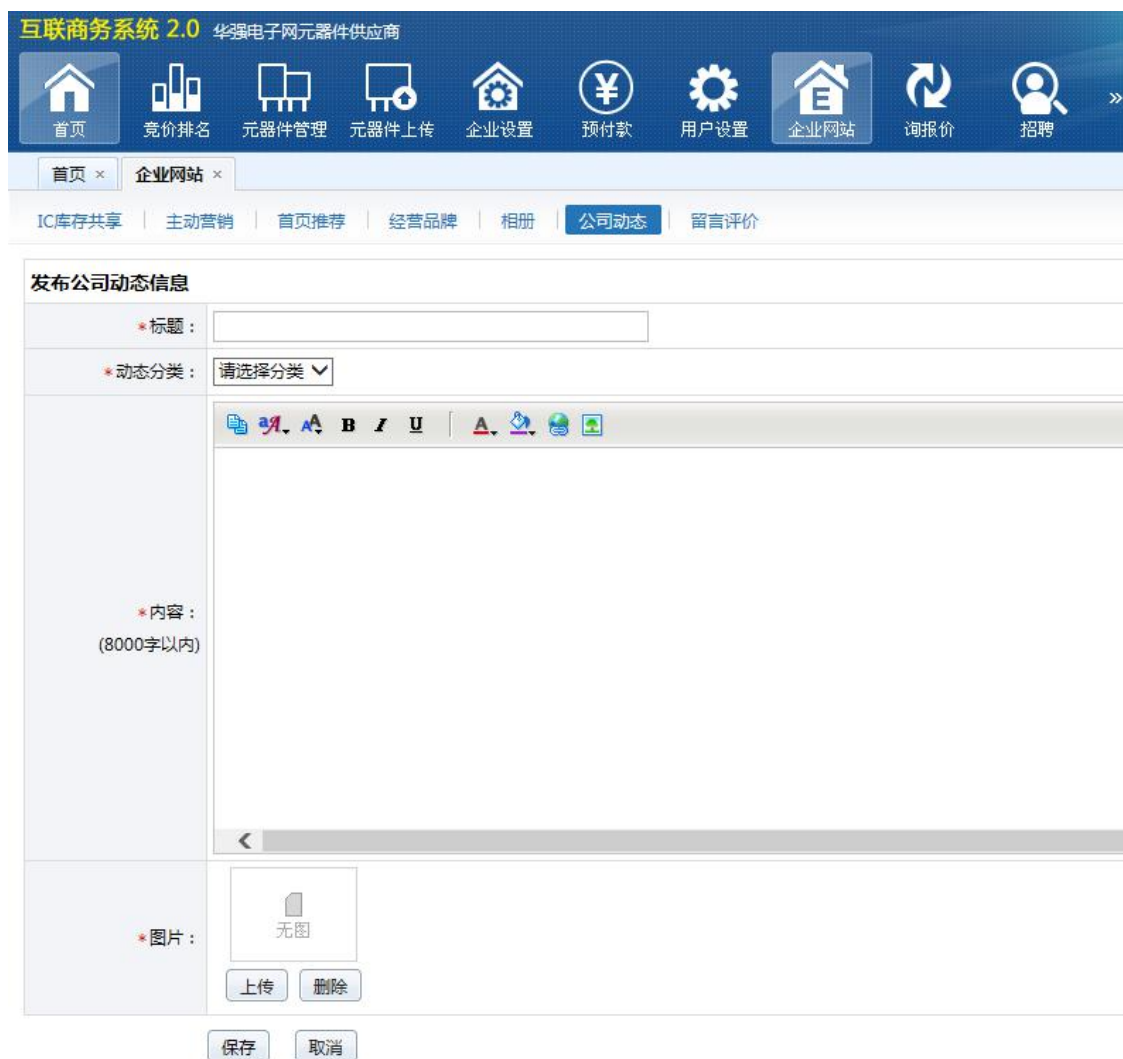 互联商务系统 2.0 华强电子网元器件供应商
首页 竞价排名 元器件管理 元器件上传 企业设置 预付款 用户设置 企业网站 询报价 招聘 »
首页 × 企业网站 ×
IC库存共享 主动营销 首页推荐 经营品牌 相册 公司动态 留言评价
发布公司动态信息
*标题：
*动态分类： 请选择分类
B I U A
*内容：
(8000字以内)
无图
*图片：
上传 删除
保存 取消